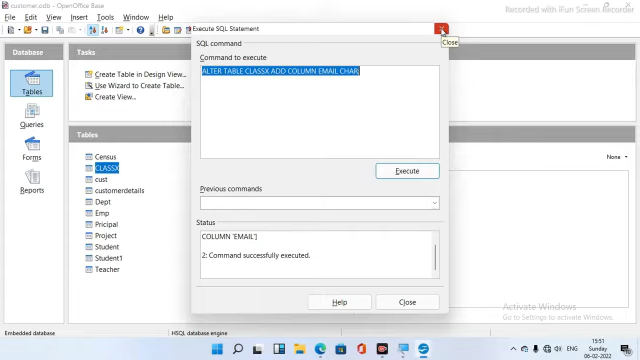 customer.odb - OpenOffice Base
Recorded with iFun Screen Recorder
File
Edit
View
Insert
Tools
Window
Help
Database
Tables
Queries
Forms
Reports
Tasks
Create Table in Design View...
Use Wizard to Create Table...
Create View...
Tables
Census
CLASSX
cust
customerdetails
Dept
Emp
Pricipal
Project
Student
Student1
Teacher
None
Execute SQL Statement
Close
SQL command
Command to execute
ALTER TABLE CLASSX ADD COLUMN EMAIL CHAR;
Execute
Previous commands
Status
COLUMN 'EMAIL']
2: Command successfully executed.
Help
Close
Activate Windows
Go to Settings to activate Windows.
Embedded database
HSQL database engine
15:51
Sunday
06-02-2022